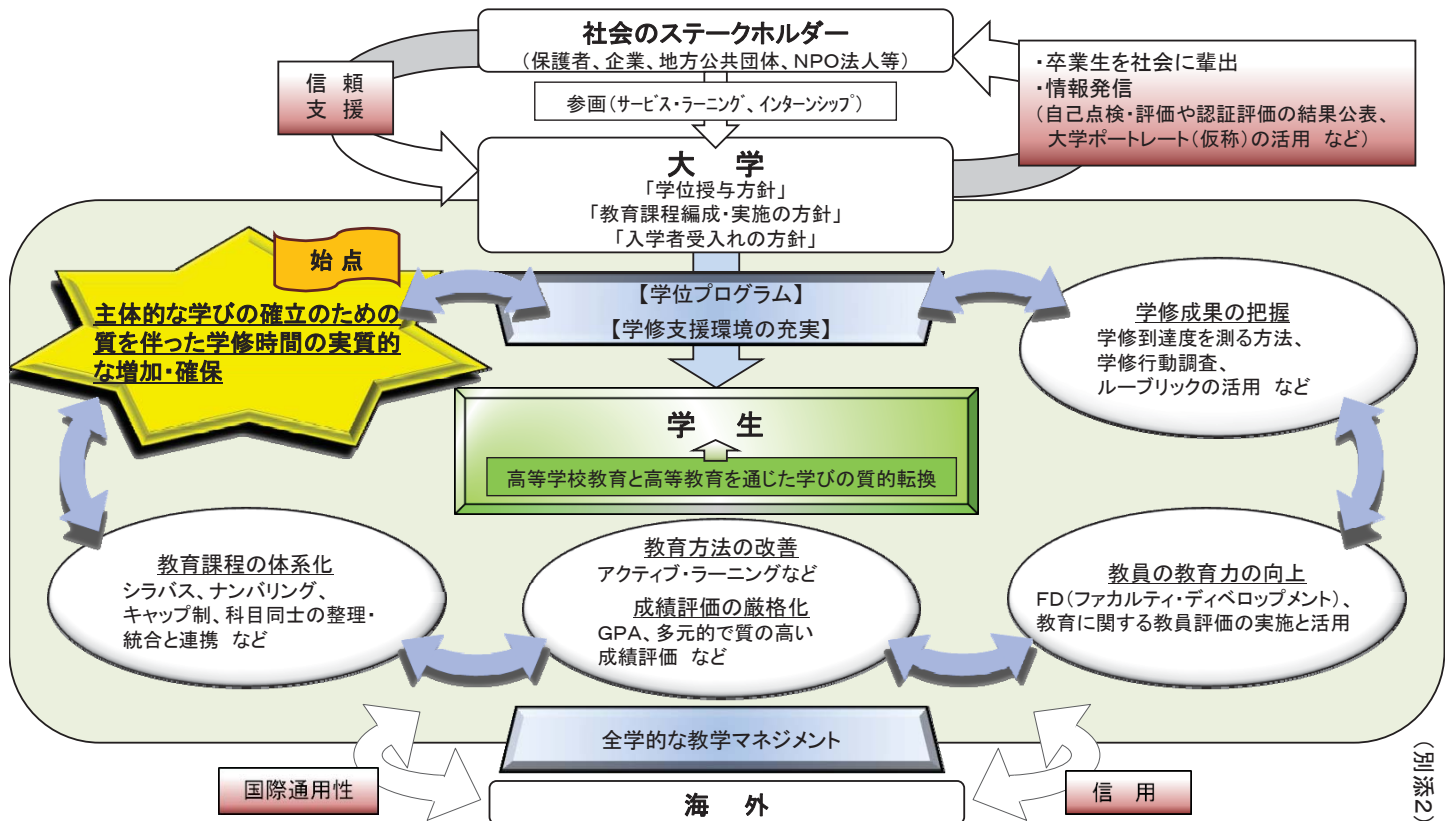 社会のステークホルダー
(保護者、企業、地方公共団体、NPO法人等)
信 頼
支 援
参画(サービス・ラーニング、インターンシップ)
・卒業生を社会に輩出
・情報発信
(自己点検・評価や認証評価の結果公表、
大学ポートレート(仮称)の活用 など)
大 学
「学位授与方針」
「教育課程編成・実施の方針」
「入学者受入れの方針」
始 点
主体的な学びの確立のための
質を伴った学修時間の実質的
な増加・確保
【学位プログラム】
【学修支援環境の充実】
学修成果の把握
学修到達度を測る方法、
学修行動調査、
ルーブリックの活用 など
学 生
高等学校教育と高等教育を通じた学びの質的転換
教育課程の体系化
シラバス、ナンバリング、
キャップ制、科目同士の整理・
統合と連携 など
教育方法の改善
アクティブ・ラーニングなど
成績評価の厳格化
GPA、多元的で質の高い
成績評価 など
教員の教育力の向上
FD(ファカルティ・ディベロップメント)、
教育に関する教員評価の実施と活用
全学的な教学マネジメント
国際通用性
海 外
信 用
(別添2)